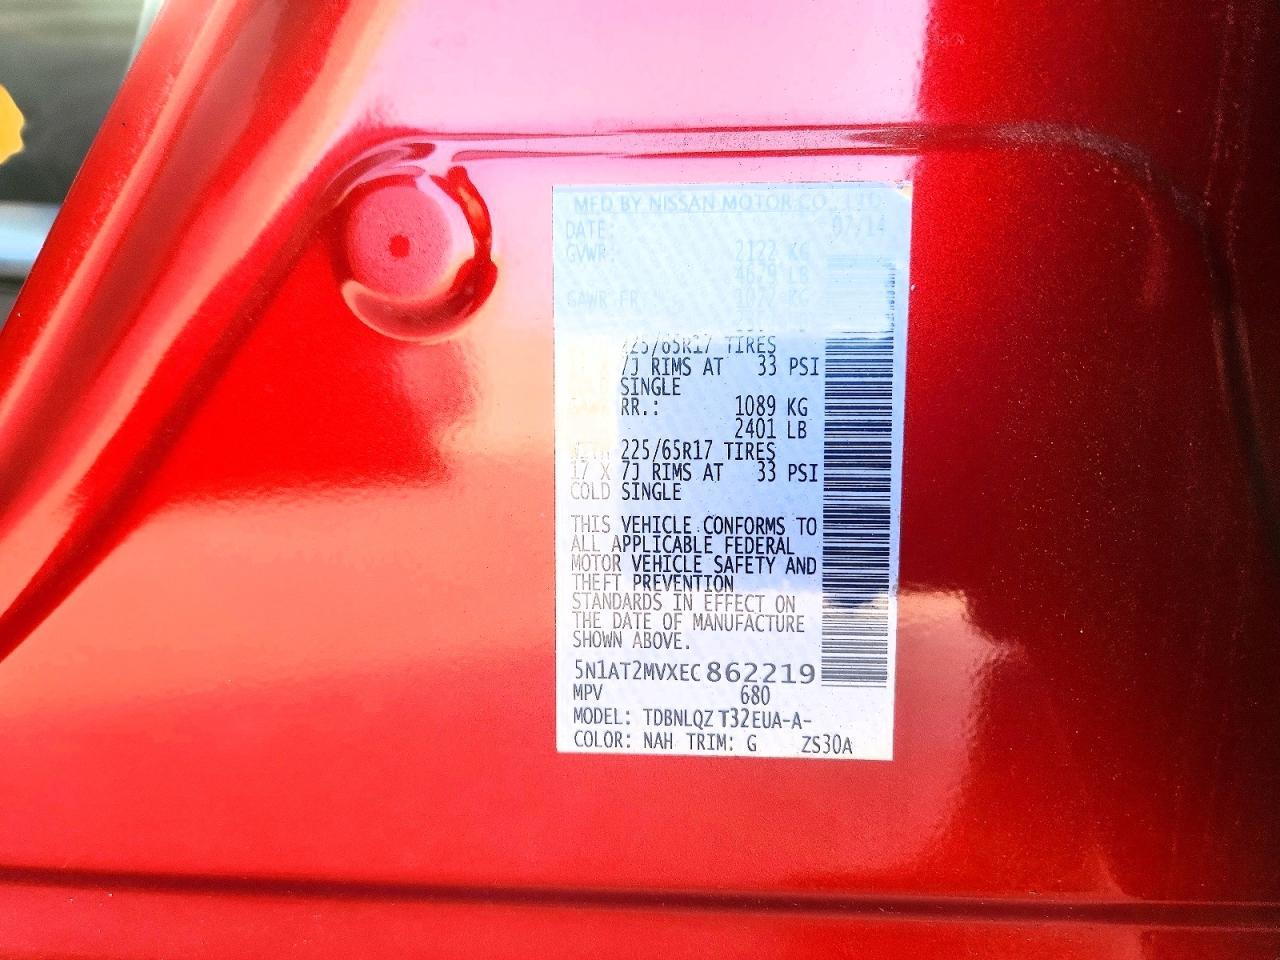 MFD BY NISSAN MOTOR CO., LTD.
DATE: 07/14
GVWR: 2122 KG
4679 LB
GAWR FR. 1077 KG
225/65R17 TIRES
7J RIMS AT 33 PSI
SINGLE
RR.: 1089 KG
2401 LB
WITH 225/65R17 TIRES
17 X 7J RIMS AT 33 PSI
COLD SINGLE
THIS VEHICLE CONFORMS TO
ALL APPLICABLE FEDERAL
MOTOR VEHICLE SAFETY AND
THEFT PREVENTION
STANDARDS IN EFFECT ON
THE DATE OF MANUFACTURE
SHOWN ABOVE.
5N1AT2MVXEC862219
MPV 680
MODEL: TDBNLQZ T32EUA-A-
COLOR: NAH TRIM: G ZS30A